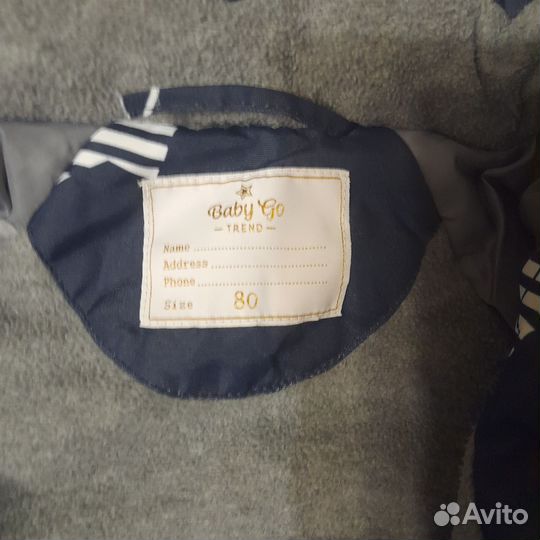 Baby Go
— TREND —
Name
Address
Phone
Size 80
Avito